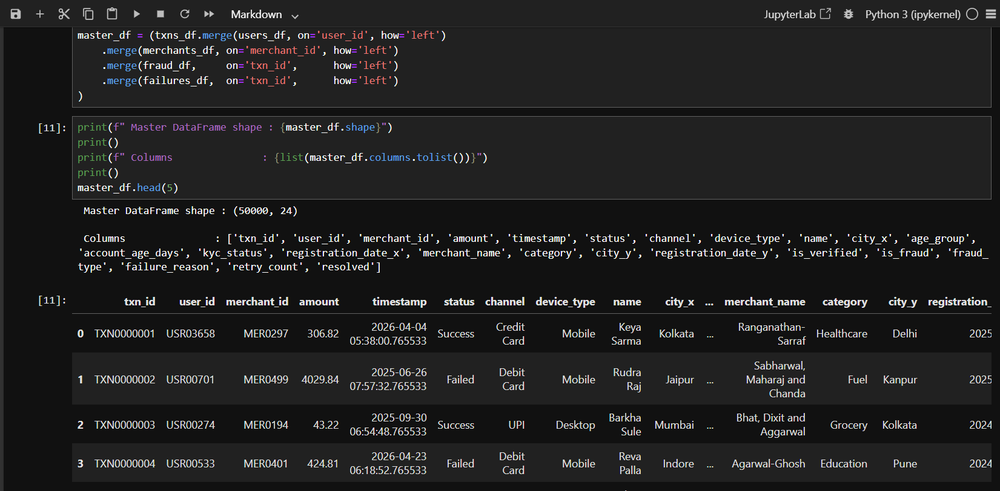 Markdown JupyterLab Python 3 (ipykernel)
master_df = (txns_df.merge(users_df, on='user_id', how='left')
    .merge(merchants_df, on='merchant_id', how='left')
    .merge(fraud_df,     on='txn_id',      how='left')
    .merge(failures_df,  on='txn_id',      how='left')
)
[11]: print(f" Master DataFrame shape : {master_df.shape}")
print()
print(f" Columns               : {list(master_df.columns.tolist())}")
print()
master_df.head(5)
Master DataFrame shape : (50000, 24)
Columns               : ['txn_id', 'user_id', 'merchant_id', 'amount', 'timestamp', 'status', 'channel', 'device_type', 'name', 'city_x', 'age_group',
'account_age_days', 'kyc_status', 'registration_date_x', 'merchant_name', 'category', 'city_y', 'registration_date_y', 'is_verified', 'is_fraud', 'fraud_
type', 'failure_reason', 'retry_count', 'resolved']
[11]: txn_id user_id merchant_id amount timestamp status channel device_type name city_x ... merchant_name category city_y registration_
0 TXN0000001 USR03658 MER0297 306.82 2026-04-04 05:38:00.765533 Success Credit Card Mobile Keya Sarma Kolkata ... Ranganathan-Sarraf Healthcare Delhi 2025
1 TXN0000002 USR00701 MER0499 4029.84 2025-06-26 07:57:32.765533 Failed Debit Card Mobile Rudra Raj Jaipur ... Sabharwal, Maharaj and Chanda Fuel Kanpur 2025
2 TXN0000003 USR00274 MER0194 43.22 2025-09-30 06:54:48.765533 Success UPI Desktop Barkha Sule Mumbai ... Bhat, Dixit and Aggarwal Grocery Kolkata 2024
3 TXN0000004 USR00533 MER0401 424.81 2026-04-23 06:18:52.765533 Failed Debit Card Mobile Reva Palla Indore ... Agarwal-Ghosh Education Pune 2024